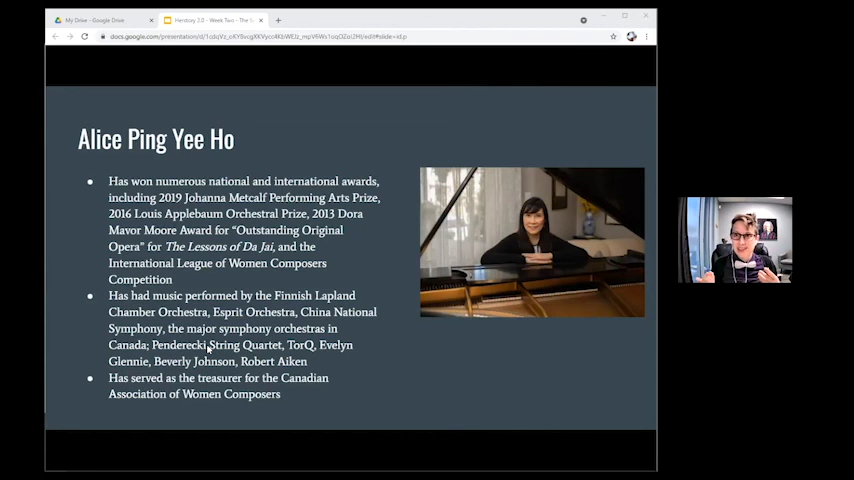 My Drive - Google Drive
Herstory 2.0 - Week Two - The
Alice Ping Yee Ho
Has won numerous national and international awards,
including 2019 Johanna Metcalf Performing Arts Prize,
2016 Louis Applebaum Orchestral Prize, 2013 Dora
Mavor Moore Award for “Outstanding Original
Opera” for The Lessons of Da Jai, and the
International League of Women Composers
Competition
Has had music performed by the Finnish Lapland
Chamber Orchestra, Esprit Orchestra, China National
Symphony, the major symphony orchestras in
Canada; Penderecki String Quartet, TorQ, Evelyn
Glennie, Beverly Johnson, Robert Aiken
Has served as the treasurer for the Canadian
Association of Women Composers